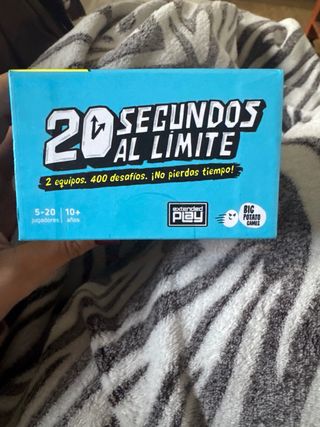 20 SEGUNDOS
AL LÍMITE
2 equipos. 400 desafíos. ¡No pierdas tiempo!
5-20 jugadores
10+ años
extended
play
BIG
POTATO
GAMES